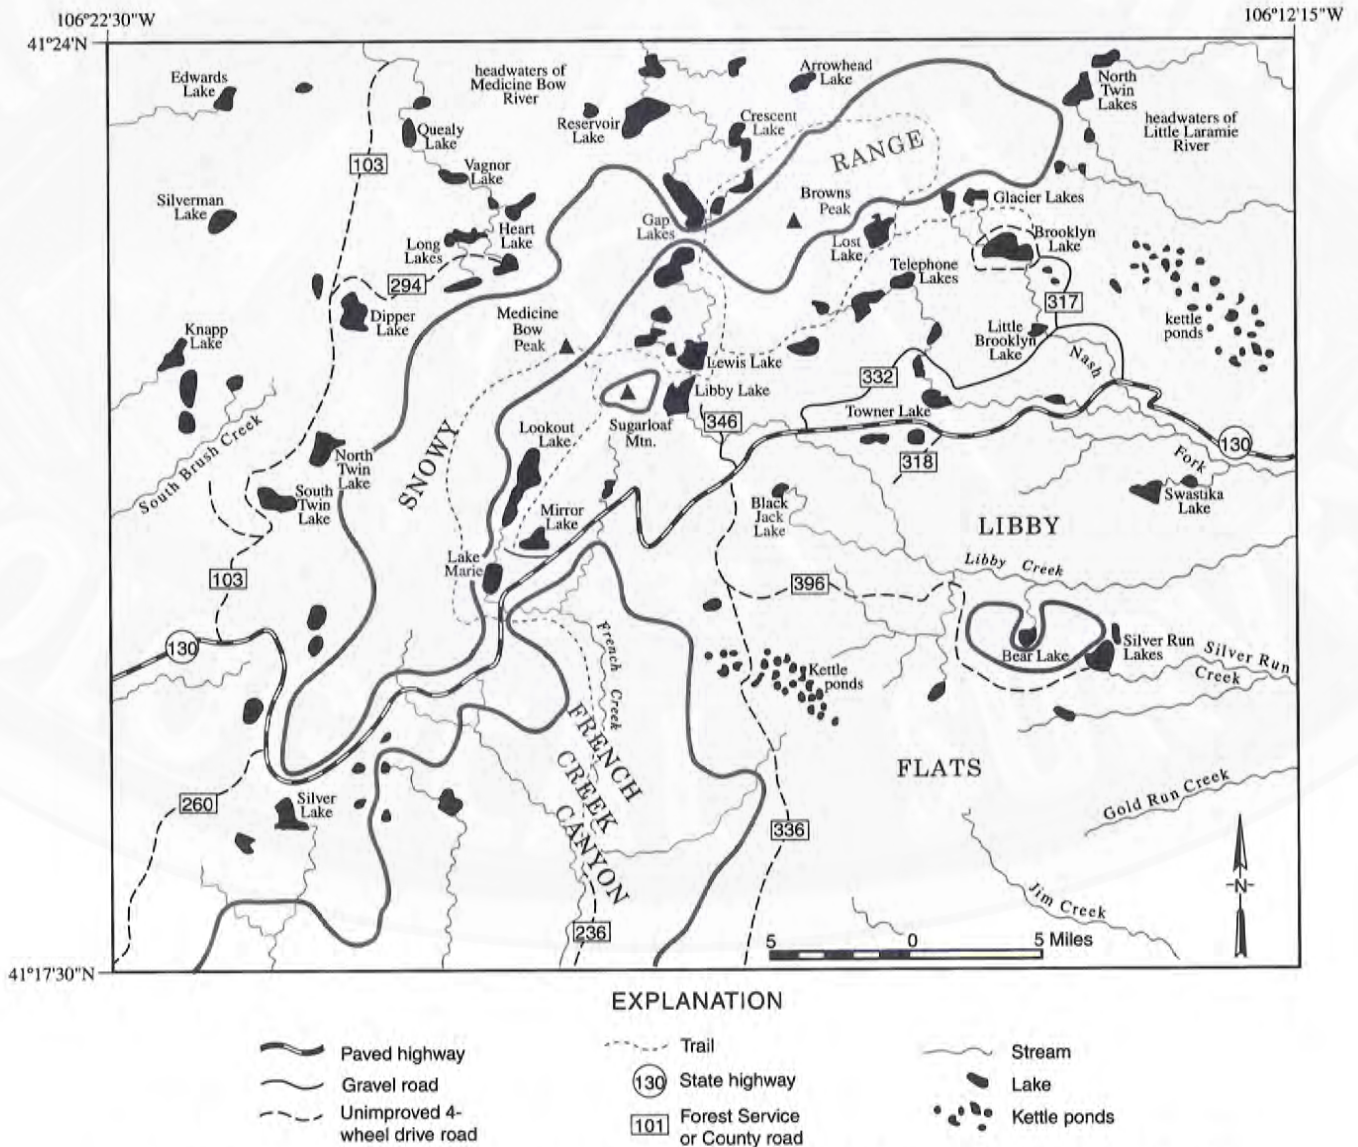 106°22'30"W
106°12'15"W
41°24'N
Edwards
Lake
headwaters of
Medicine Bow
River
Arrowhead
Lake
North
Twin
Lakes
Reservoir
Lake
Crescent
Lake
headwaters of
Little Laramie
River
Quealy
Lake
RANGE
103
Vagnor
Lake
Silverman
Lake
Browns
Peak
Glacier Lakes
Gap
Lakes
Heart
Lake
Long
Lakes
Lost
Lake
Brooklyn
Lake
Telephone
Lakes
294
317
Dipper
Lake
Medicine
Bow
Peak
kettle
ponds
Knapp
Lake
Little
Brooklyn
Lake
Nash
Lewis Lake
332
Libby Lake
Towner Lake
346
Sugarloaf
Mtn.
Lookout
Lake
South Brush Creek
SNOWY
130
318
Fork
North
Twin
Lake
South
Twin
Lake
Swastika
Lake
Black
Jack
Lake
Mirror
Lake
LIBBY
Lake
Marie
Libby Creek
103
396
130
French Creek
Bear Lake
Silver Run
Lakes
Silver Run
Creek
Kettle
ponds
FRENCH
CREEK
CANYON
FLATS
260
Silver
Lake
Gold Run Creek
336
N
Jim Creek
236
5 0 5 Miles
41°17'30"N
EXPLANATION
Paved highway
Gravel road
Unimproved 4-
wheel drive road
Trail
130 State highway
101 Forest Service
or County road
Stream
Lake
Kettle ponds